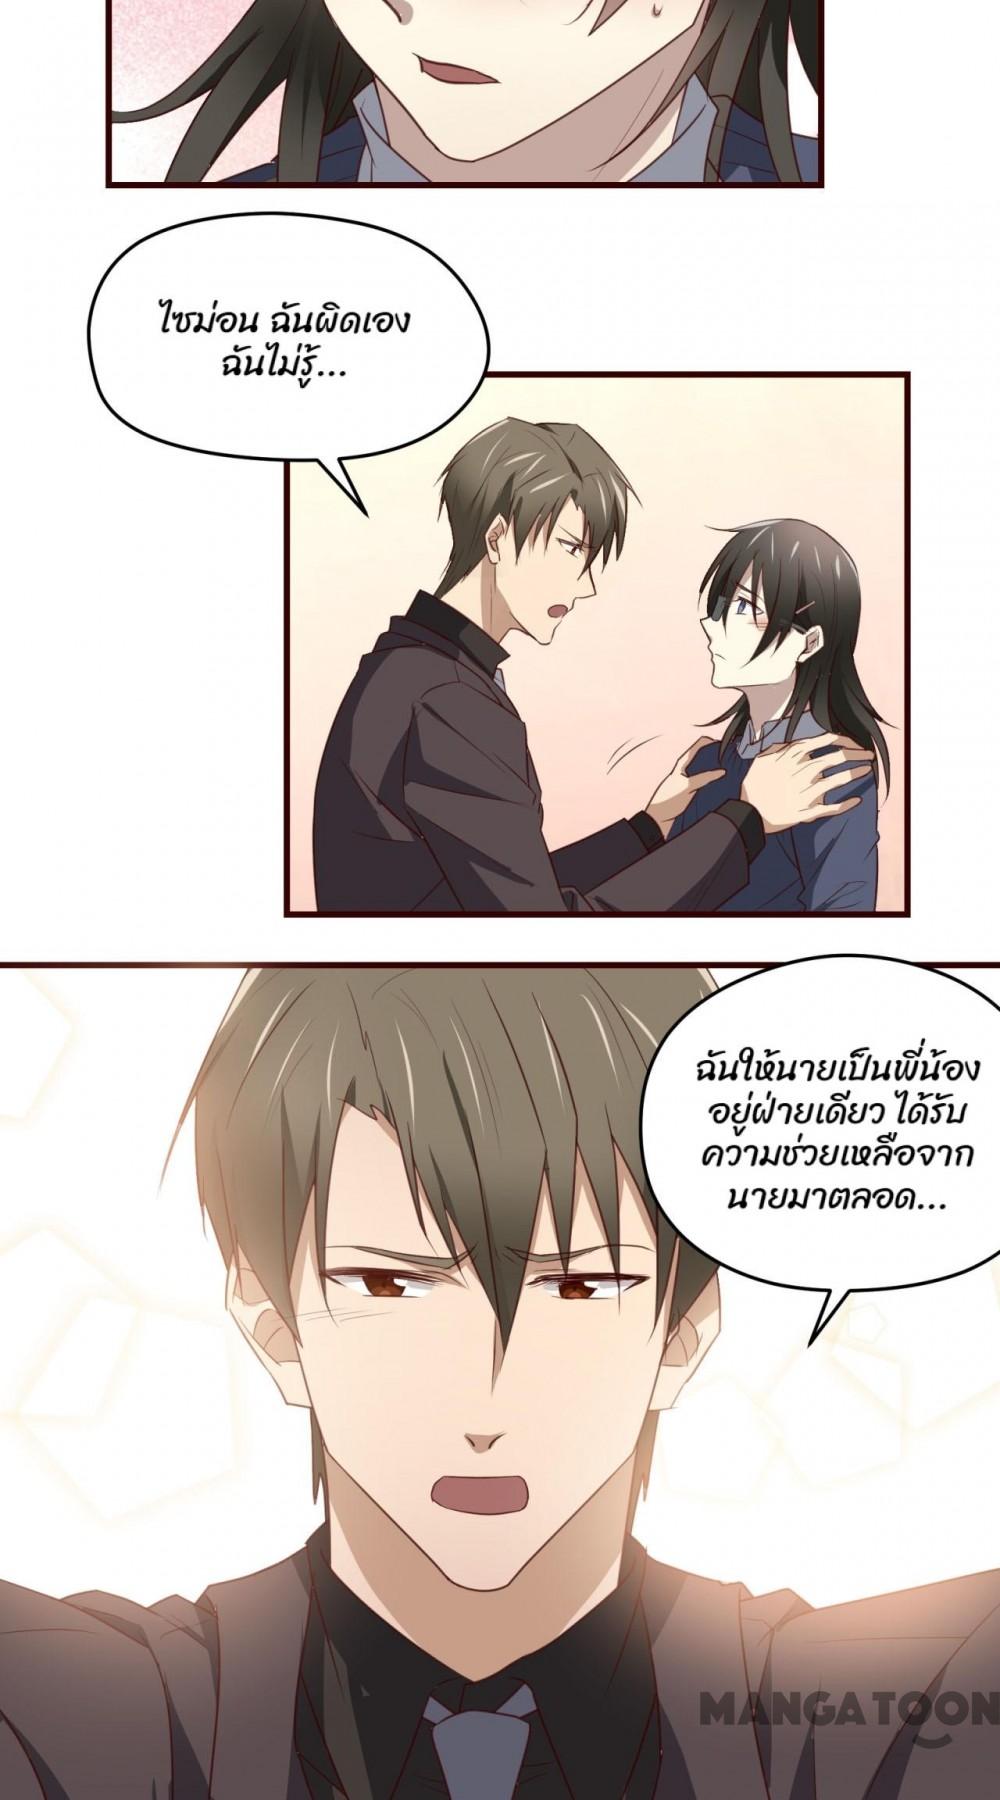 ไซม่อน ฉันผิดเอง
ฉันไม่รู้...
ฉันให้นายเป็นพี่น้อง
อยู่ฝ่ายเดียว ได้รับ
ความช่วยเหลือจาก
นายมาตลอด...
MANGATOON